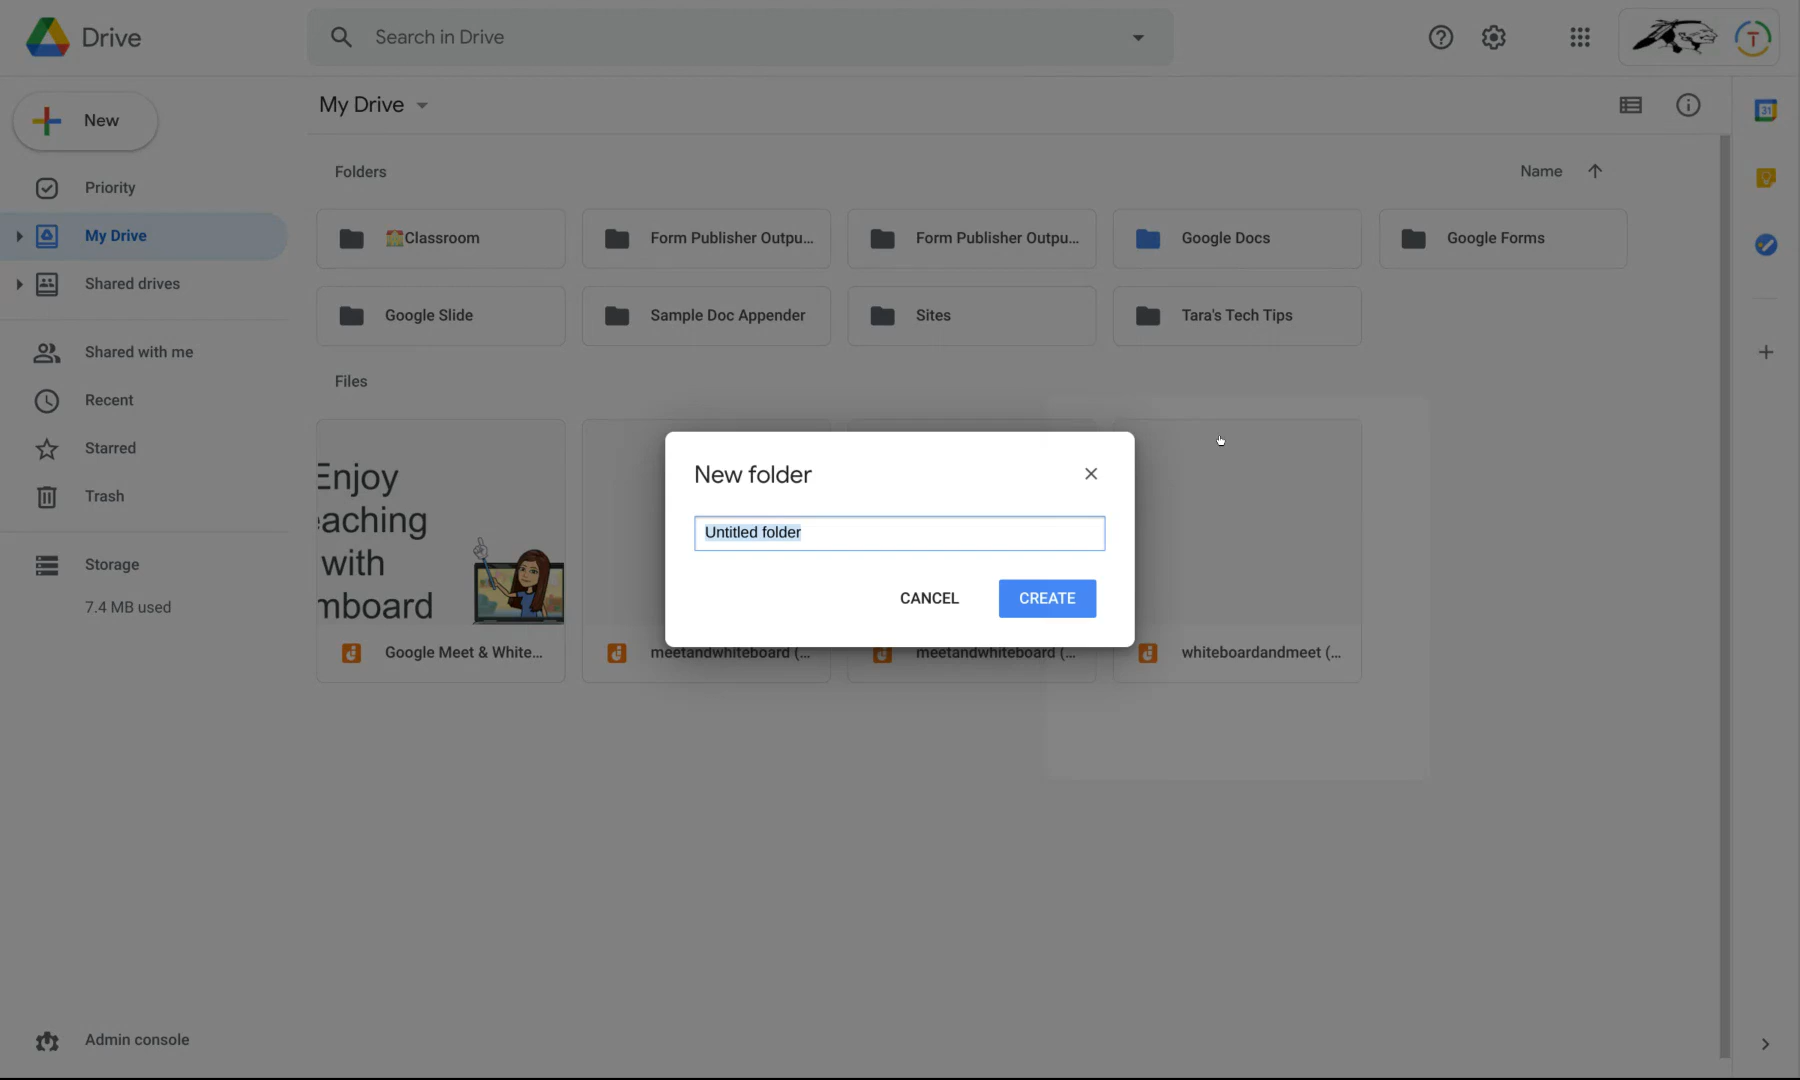 Drive
Search in Drive
T
New
My Drive
Priority
My Drive
Shared drives
Shared with me
Recent
Starred
Trash
Storage
7.4 MB used
Admin console
Folders
Name
Classroom
Form Publisher Outpu...
Form Publisher Outpu...
Google Docs
Google Forms
Google Slide
Sample Doc Appender
Sites
Tara's Tech Tips
Files
Enjoy
eaching
with
mboard
Google Meet & White...
meetandwhiteboard (...
meetandwhiteboard (...
whiteboardandmeet (...
New folder
Untitled folder
CANCEL
CREATE
31